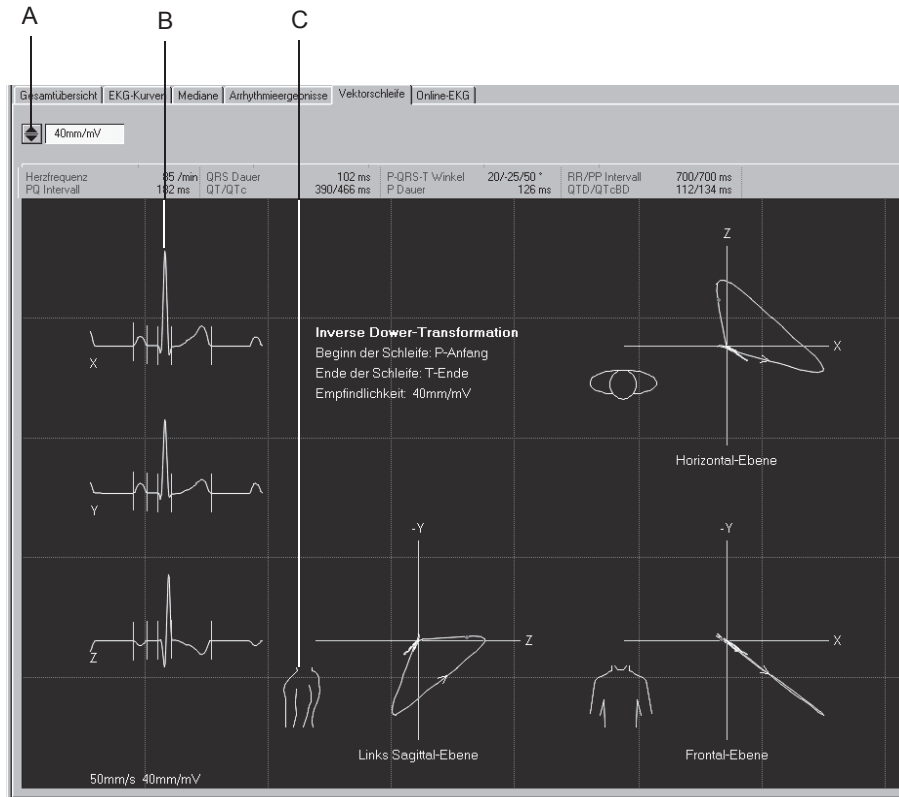 A B C
Gesamtübersicht EKG-Kurven Mediane Arrhythmieergebnisse Vektorschleife Online-EKG
40mm/mV
Herzfrequenz 85 /min QRS Dauer 102 ms P-QRS-T Winkel 20/-25/50 ° RR/PP Intervall 700/700 ms
PQ Intervall 182 ms QT/QTc 390/466 ms P Dauer 126 ms QTD/QTcBD 112/134 ms
Z
Inverse Dower-Transformation
X
X
Beginn der Schleife: P-Anfang
Ende der Schleife: T-Ende
Empfindlichkeit: 40mm/mV
Horizontal-Ebene
Y
-Y -Y
Z Z X
Links Sagittal-Ebene Frontal-Ebene
50mm/s 40mm/mV